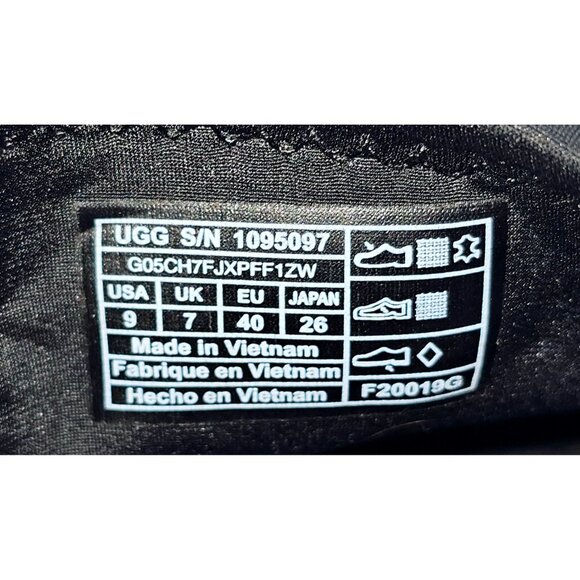 UGG S/N 1095097
G05CH7FJXPFF1ZW
USA UK EU JAPAN
9 7 40 26
Made in Vietnam
Fabrique en Vietnam
Hecho en Vietnam
F20019G